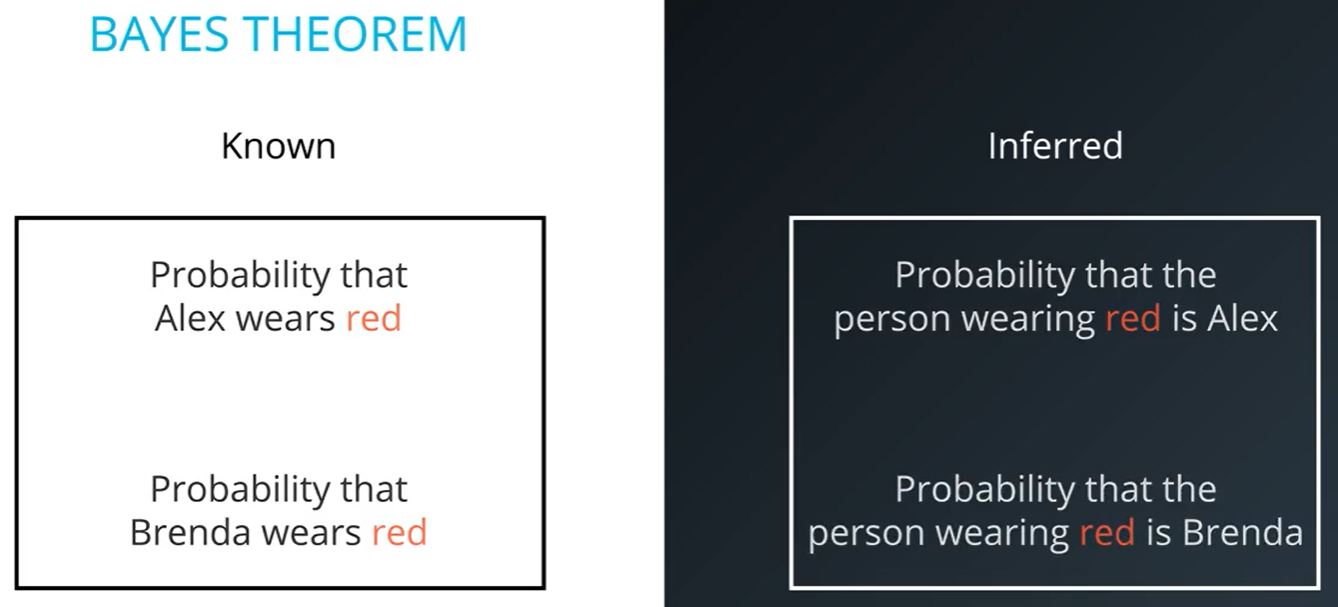 BAYES THEOREM
Known
Probability that
Alex wears red
Probability that
Brenda wears red
Inferred
Probability that the
person wearing red is Alex
Probability that the
person wearing red is Brenda